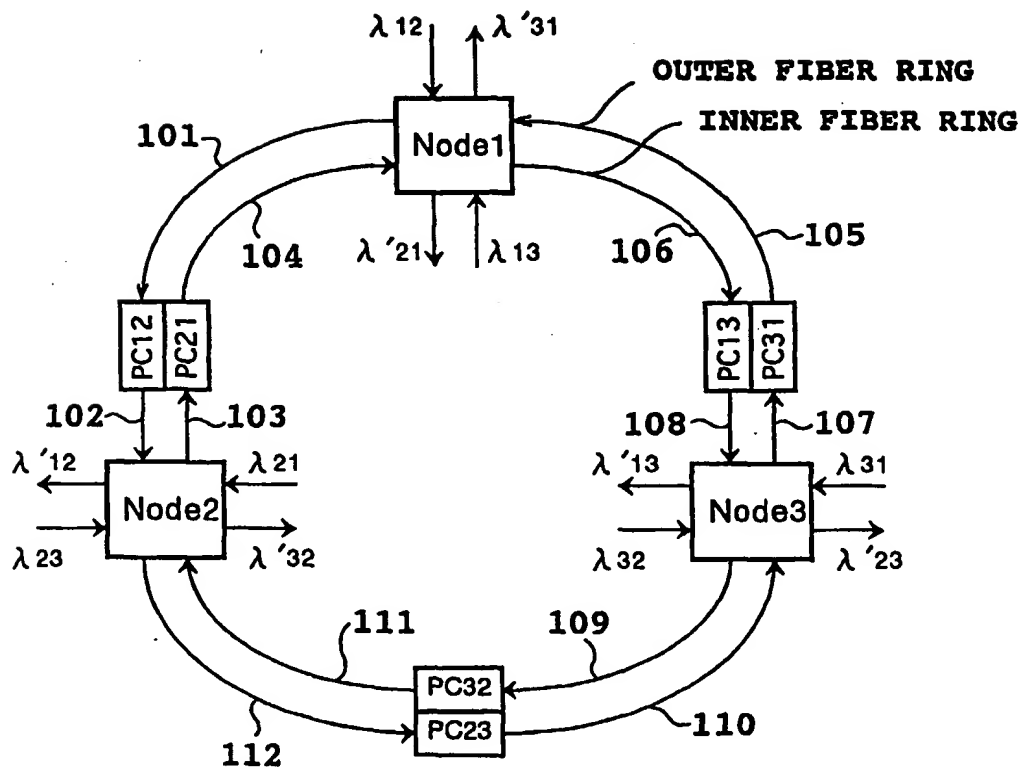 λ12 λ'31
OUTER FIBER RING
INNER FIBER RING
101
Node1
104
λ'21 λ13
106
105
PC12 PC21
PC13 PC31
102 103
108 107
λ'12 λ21
λ'13 λ31
Node2
Node3
λ23 λ'32
λ32 λ'23
111 109
PC32
PC23
112 110